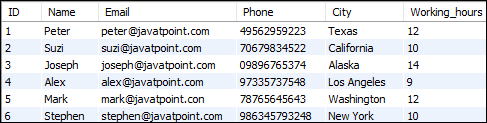 ID Name Email Phone City Working_hours
1 Peter peter@javatpoint.com 49562959223 Texas 12
2 Suzi suzi@javatpoint.com 70679834522 California 10
3 Joseph joseph@javatpoint.com 09896765374 Alaska 14
4 Alex alex@javatpoint.com 97335737548 Los Angeles 9
5 Mark mark@javatpoint.con 78765645643 Washington 12
6 Stephen stephen@javatpoint.com 986345793248 New York 10